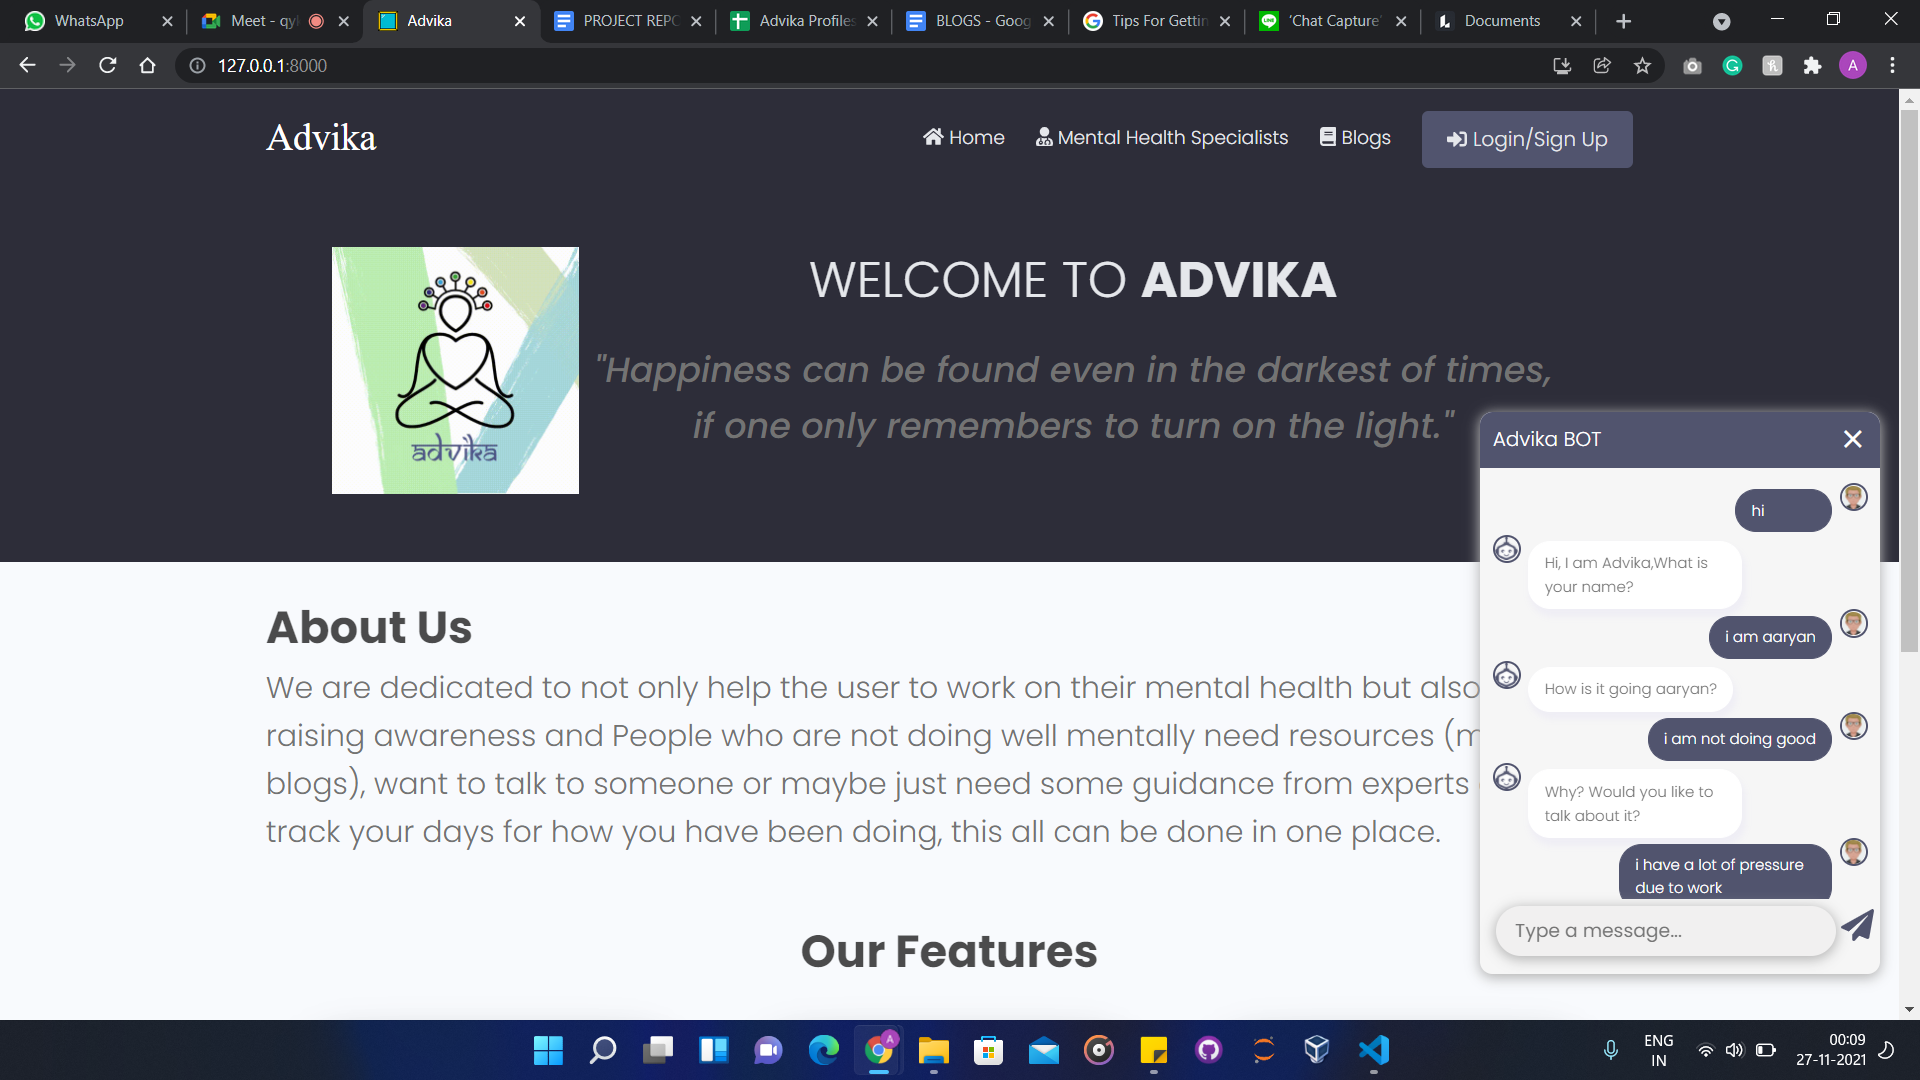 WhatsApp
Meet - qyl
Advika
PROJECT REPO
Advika Profiles
BLOGS - Goog
Tips For Gettin
'Chat Capture'
Documents
127.0.0.1:8000
A
Advika
Home
Mental Health Specialists
Blogs
Login/Sign Up
advika
WELCOME TO ADVIKA
"Happiness can be found even in the darkest of times,
if one only remembers to turn on the light."
About Us
We are dedicated to not only help the user to work on their mental health but also
raising awareness and People who are not doing well mentally need resources (m
blogs), want to talk to someone or maybe just need some guidance from experts
track your days for how you have been doing, this all can be done in one place.
Our Features
Advika BOT
hi
Hi, I am Advika,What is
your name?
i am aaryan
How is it going aaryan?
i am not doing good
Why? Would you like to
talk about it?
i have a lot of pressure
due to work
Type a message...
A
ENG
IN
00:09
27-11-2021